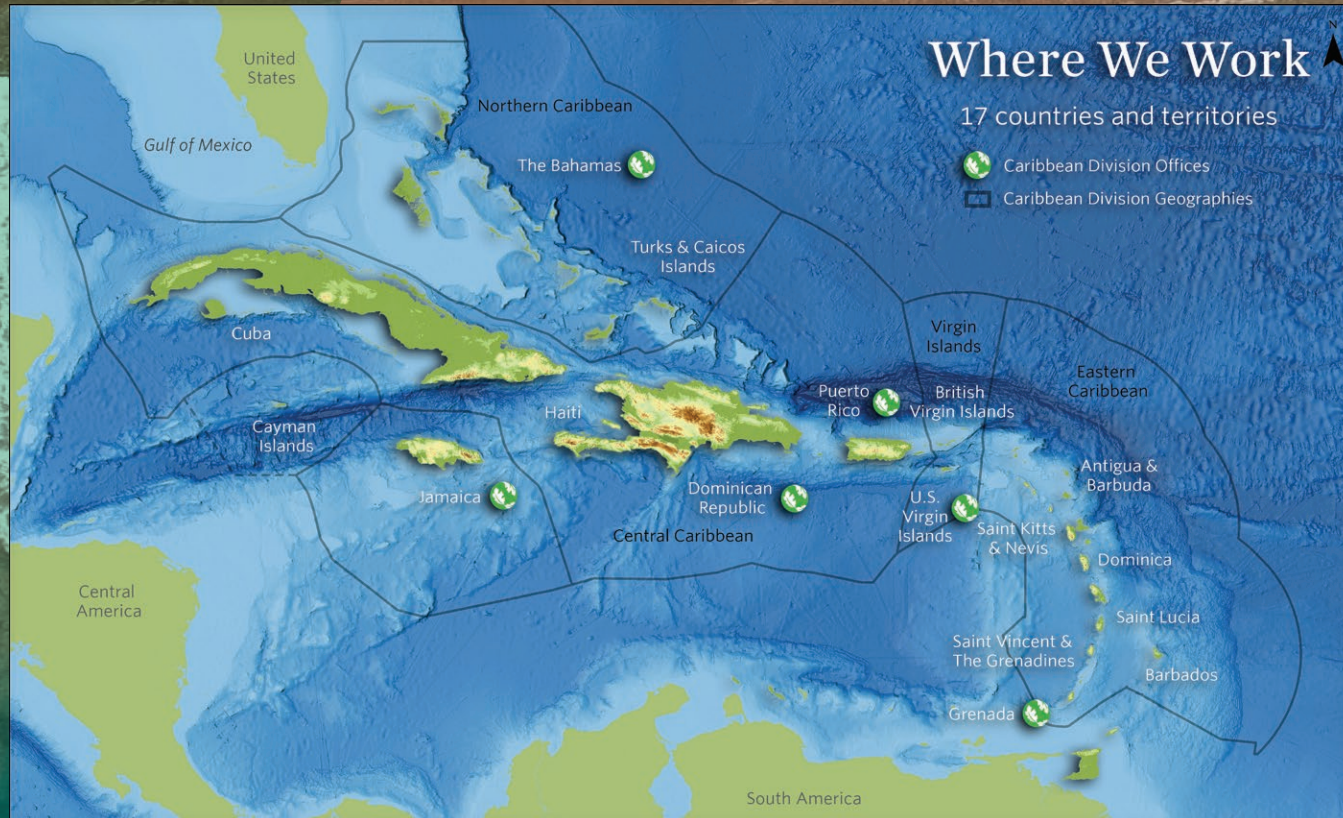 Where We Work
N
17 countries and territories
Caribbean Division Offices
Caribbean Division Geographies
United
States
Gulf of Mexico
Northern Caribbean
The Bahamas
Turks & Caicos
Islands
Cuba
Virgin
Islands
Eastern
Caribbean
Cayman
Islands
Haiti
Puerto
Rico
British
Virgin Islands
Jamaica
Dominican
Republic
Central Caribbean
U.S.
Virgin
Islands
Antigua &
Barbuda
Saint Kitts
& Nevis
Dominica
Central
America
Saint Lucia
Saint Vincent &
The Grenadines
Barbados
Grenada
South America